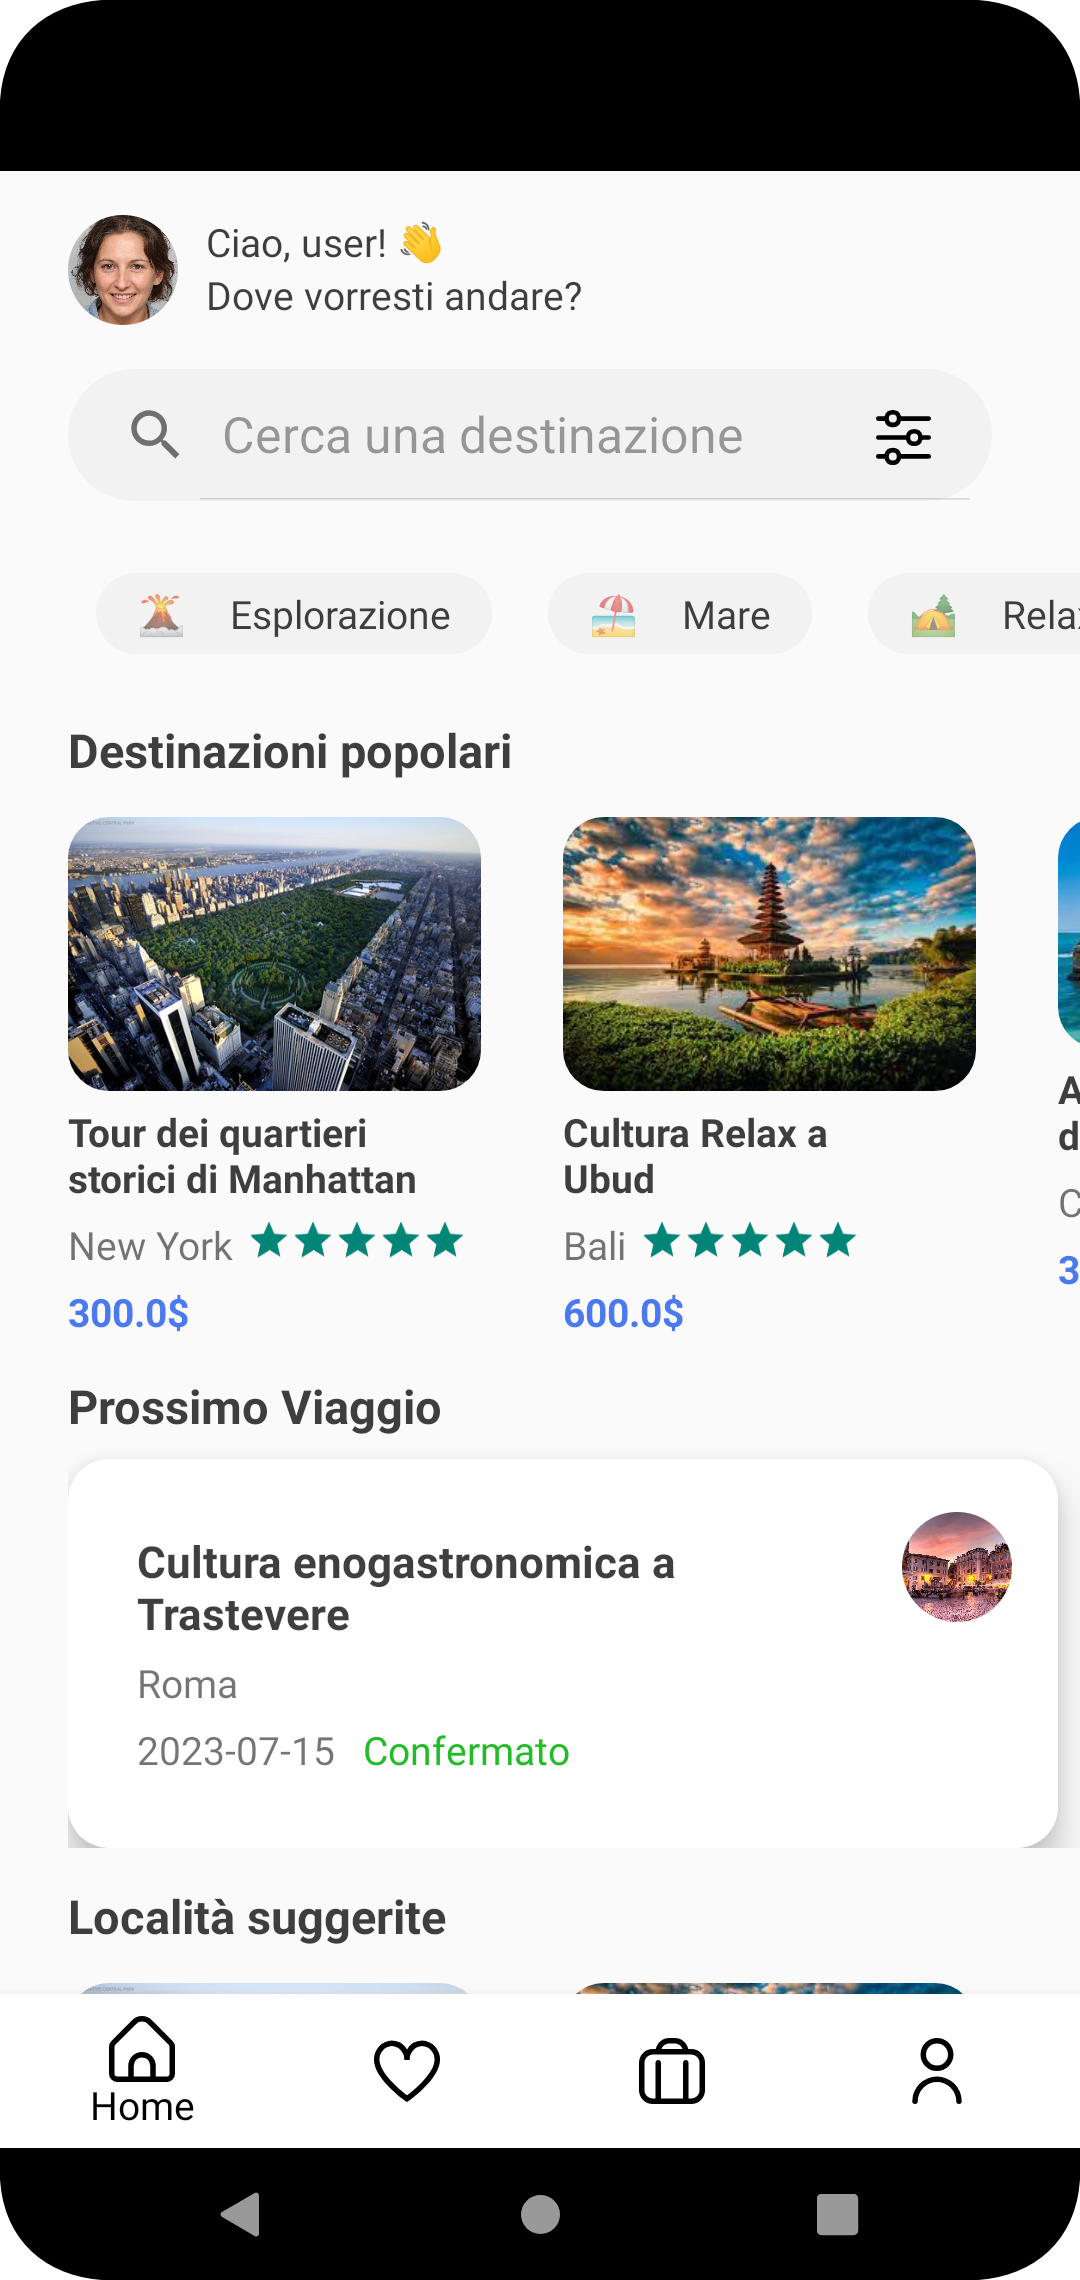 Ciao, user! 👋
Dove vorresti andare?
Cerca una destinazione
Esplorazione
Mare
Rela
Destinazioni popolari
Tour dei quartieri
storici di Manhattan
New York
300.0$
Cultura Relax a
Ubud
Bali
600.0$
A
d
C
3
Prossimo Viaggio
Cultura enogastronomica a
Trastevere
Roma
2023-07-15 Confermato
Località suggerite
Home